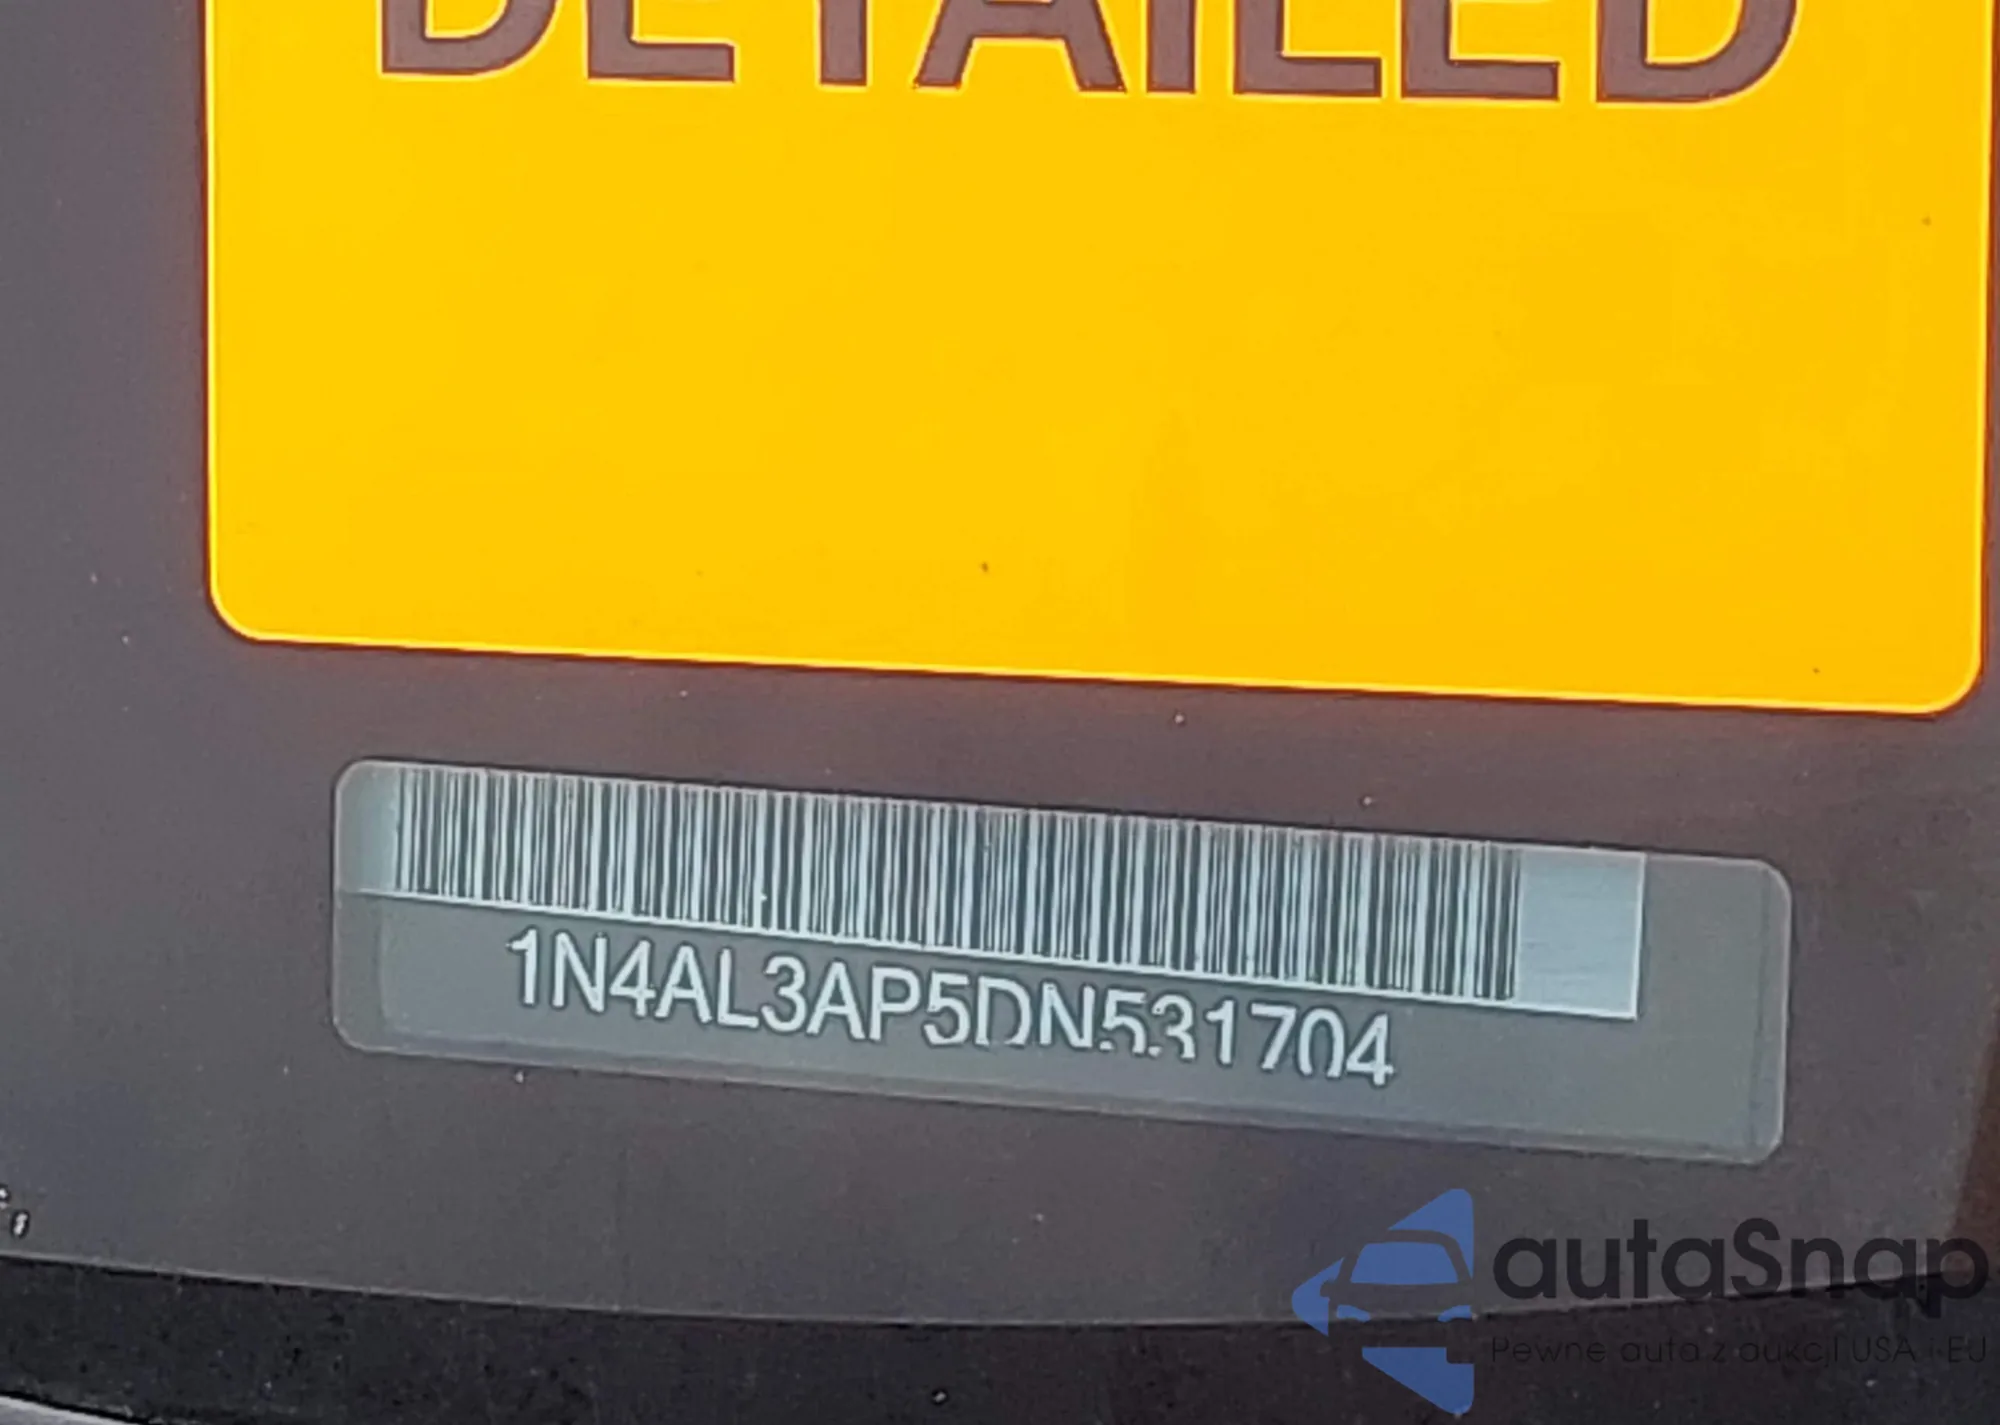 DETAILED
1N4AL3AP5DN531704
autaSnap
Pewne auta z aukcji USA i EU